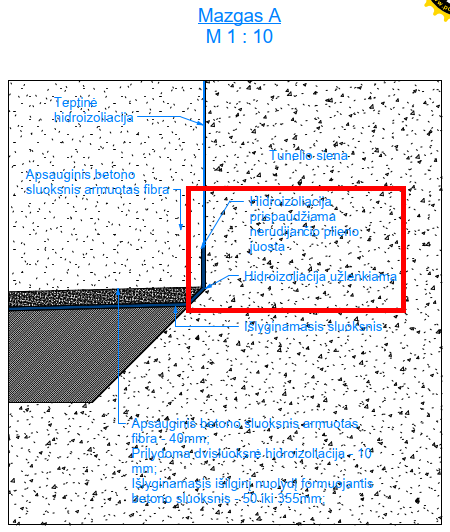 Mazgas A
M 1 : 10
Teptinė
hidroizoliacija
Tunelio siena
Apsauginis betono
sluoksnis armuotas fibra
Hidroizoliacija
prispaudžiama
nerūdijančio plieno
juosta
Hidroizoliacija užlenkiama
Išlyginamasis sluoksnis
Apsauginis betono sluoksnis armuotas
fibra - 40mm;
Prilydoma dvisluoksnė hidroizoliacija - 10
mm;
Išlyginamasis išilginį nuolydį formuojantis
betono sluoksnis - 50 iki 355mm;